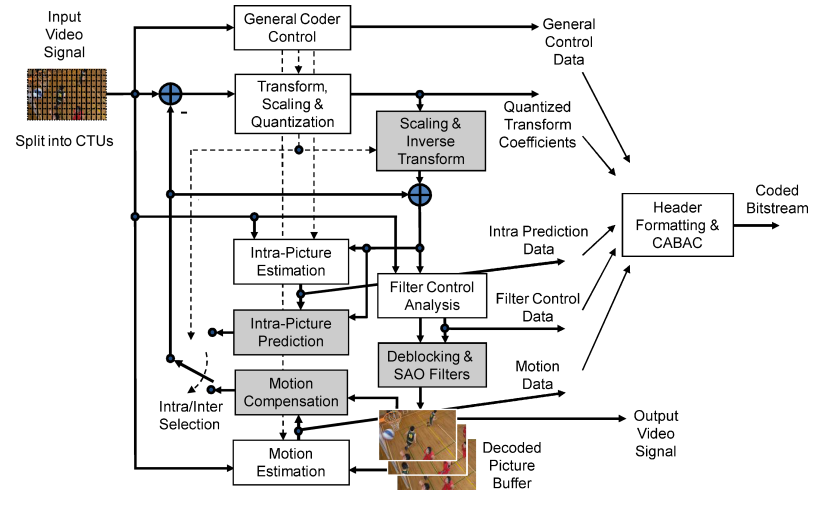 Input
Video
Signal
Split into CTUs
General Coder
Control
Transform,
Scaling &
Quantization
Scaling &
Inverse
Transform
General
Control
Data
Quantized
Transform
Coefficients
Header
Formatting &
CABAC
Coded
Bitstream
-
Intra-Picture
Estimation
Intra Prediction
Data
Filter Control
Analysis
Filter Control
Data
Intra-Picture
Prediction
Deblocking &
SAO Filters
Motion
Data
Motion
Compensation
Intra/Inter
Selection
Motion
Estimation
Decoded
Picture
Buffer
Output
Video
Signal